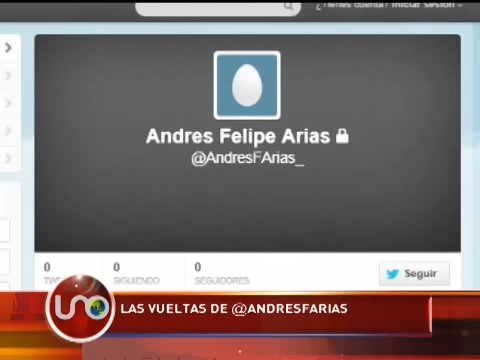 ¿Tienes cuenta? Iniciar sesión
Andres Felipe Arias
@AndresFArias_
0
0
0
SIGUIENDO
SEGUIDORES
Seguir
UNO
LAS VUELTAS DE @ANDRESFARIAS